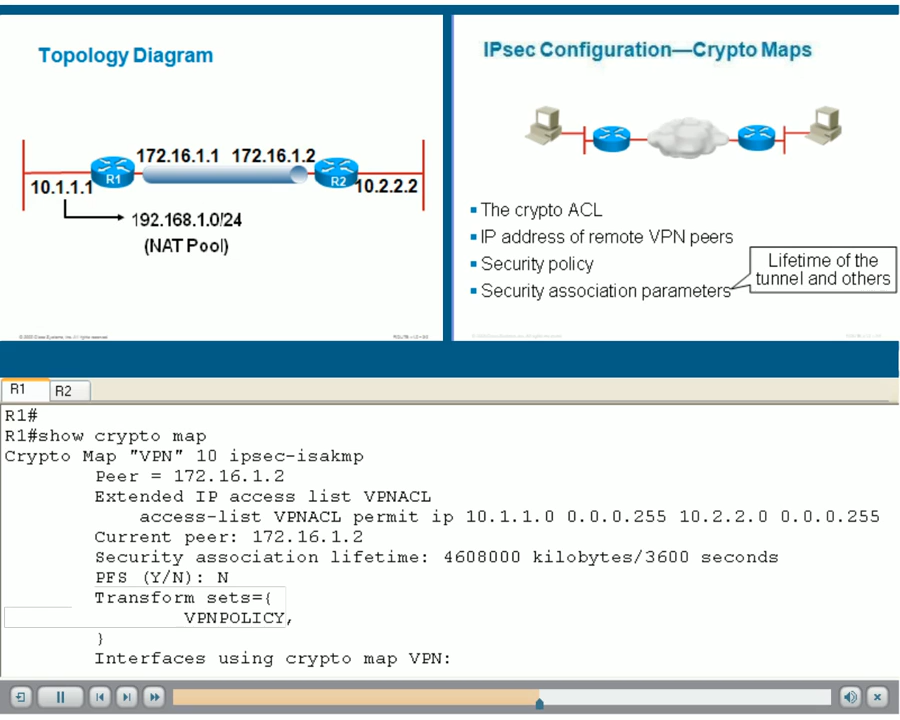 Topology Diagram
172.16.1.1 172.16.1.2
R1
R2
10.1.1.1
10.2.2.2
192.168.1.0/24
(NAT Pool)
IPsec Configuration—Crypto Maps
The crypto ACL
IP address of remote VPN peers
Security policy
Security association parameters
Lifetime of the
tunnel and others
R1 R2
R1#
R1#show crypto map
Crypto Map "VPN" 10 ipsec-isakmp
Peer = 172.16.1.2
Extended IP access list VPNACL
access-list VPNACL permit ip 10.1.1.0 0.0.0.255 10.2.2.0 0.0.0.255
Current peer: 172.16.1.2
Security association lifetime: 4608000 kilobytes/3600 seconds
PFS (Y/N): N
Transform sets={
VPNPOLICY,
}
Interfaces using crypto map VPN: